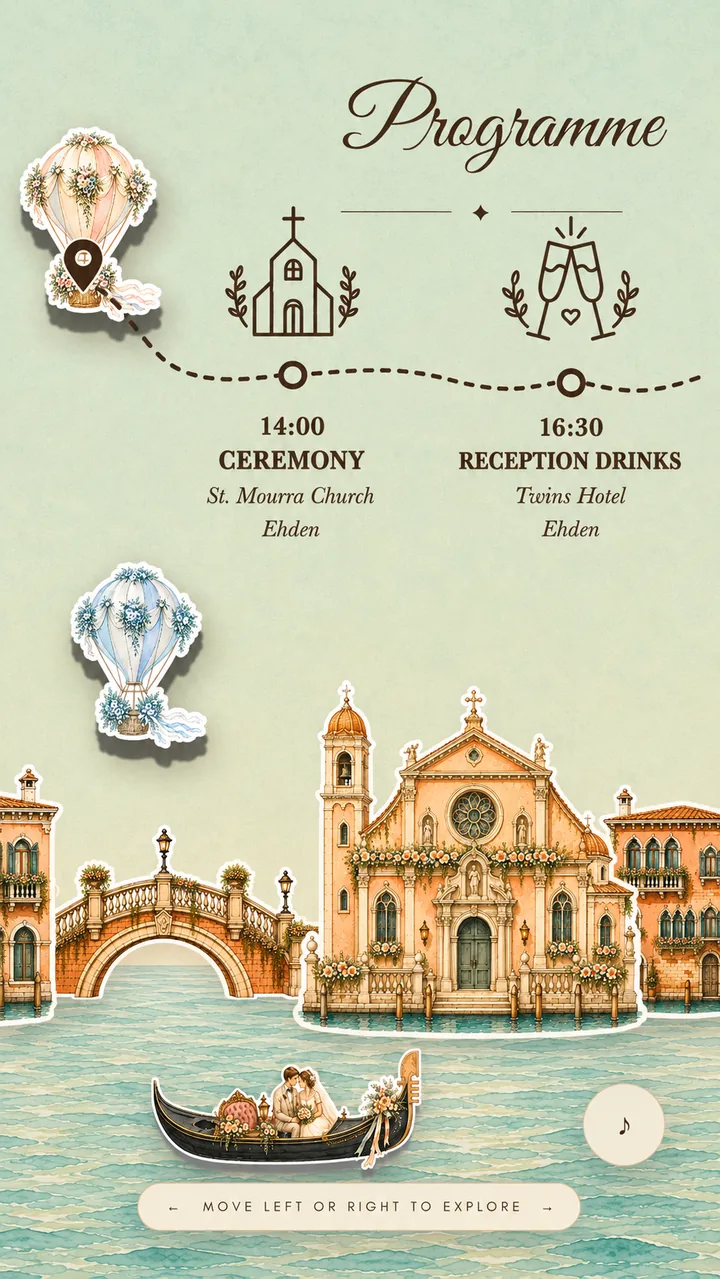 Programme
14:00
CEREMONY
St. Mourra Church
Ehden
16:30
RECEPTION DRINKS
Twins Hotel
Ehden
← MOVE LEFT OR RIGHT TO EXPLORE →